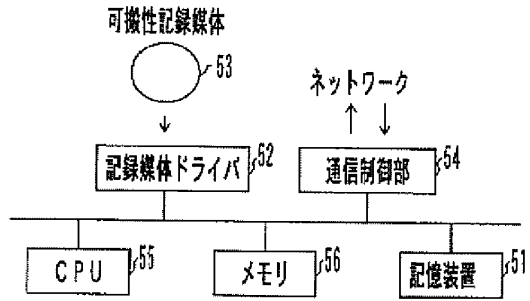 可搬性記録媒体
53
ネットワーク
記録媒体ドライバ
52
通信制御部
54
CPU
55
メモリ
56
記憶装置
51